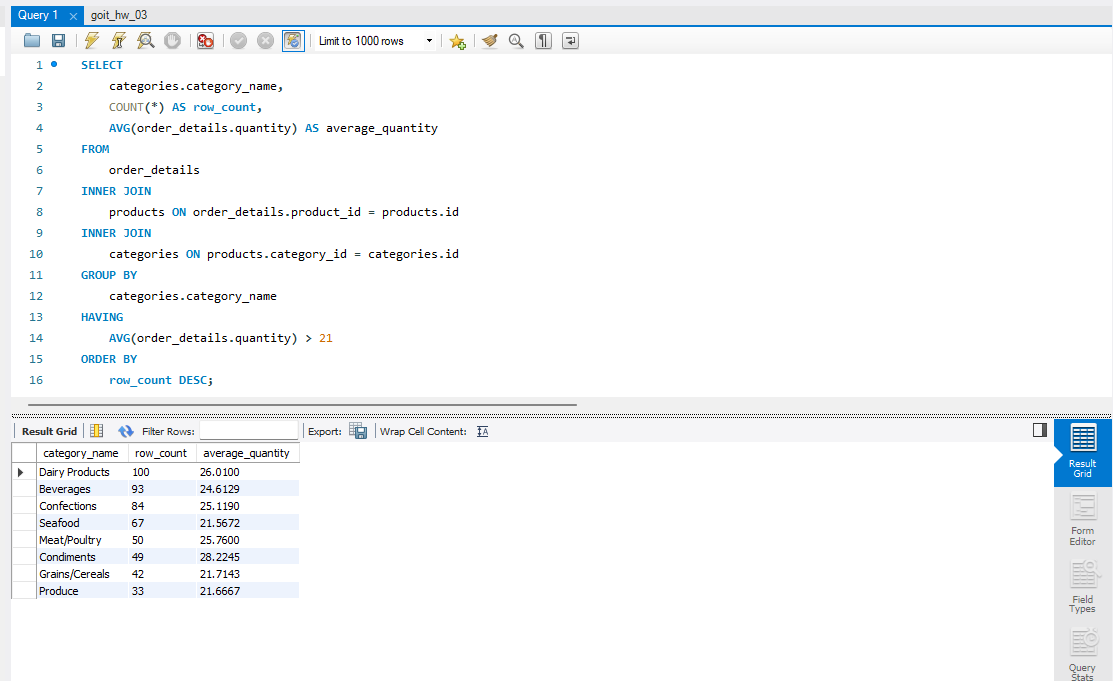 Query 1 × goit_hw_03
Limit to 1000 rows
1 SELECT
2 categories.category_name,
3 COUNT(*) AS row_count,
4 AVG(order_details.quantity) AS average_quantity
5 FROM
6 order_details
7 INNER JOIN
8 products ON order_details.product_id = products.id
9 INNER JOIN
10 categories ON products.category_id = categories.id
11 GROUP BY
12 categories.category_name
13 HAVING
14 AVG(order_details.quantity) > 21
15 ORDER BY
16 row_count DESC;
Result Grid Filter Rows: Export: Wrap Cell Content:
category_name row_count average_quantity
Dairy Products 100 26.0100
Beverages 93 24.6129
Confections 84 25.1190
Seafood 67 21.5672
Meat/Poultry 50 25.7600
Condiments 49 28.2245
Grains/Cereals 42 21.7143
Produce 33 21.6667
Result
Grid
Form
Editor
Field
Types
Query
Stats